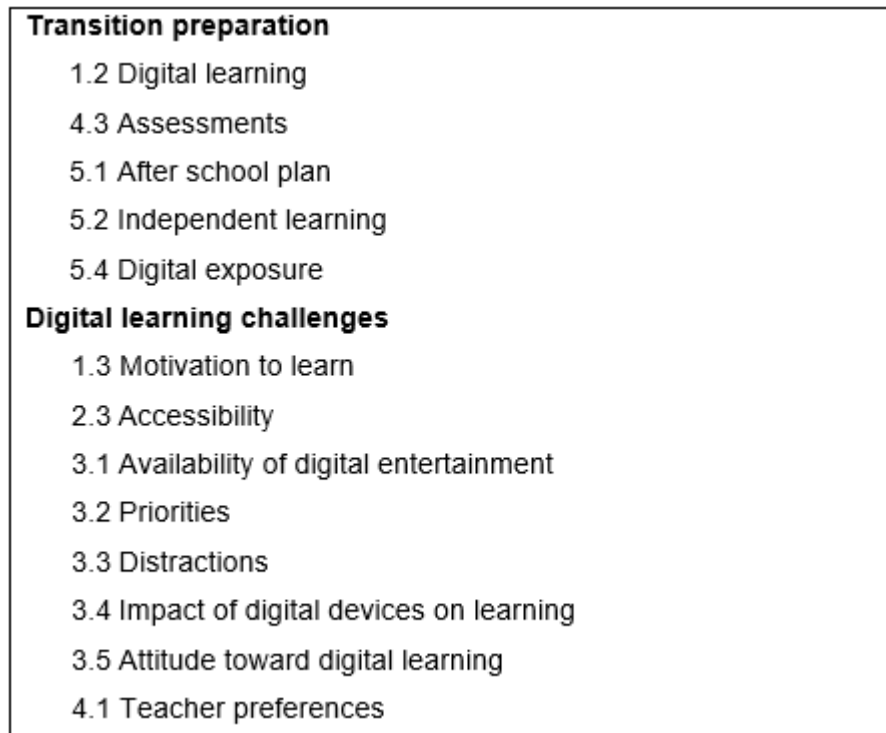 Transition preparation
1.2 Digital learning
4.3 Assessments
5.1 After school plan
5.2 Independent learning
5.4 Digital exposure
Digital learning challenges
1.3 Motivation to learn
2.3 Accessibility
3.1 Availability of digital entertainment
3.2 Priorities
3.3 Distractions
3.4 Impact of digital devices on learning
3.5 Attitude toward digital learning
4.1 Teacher preferences